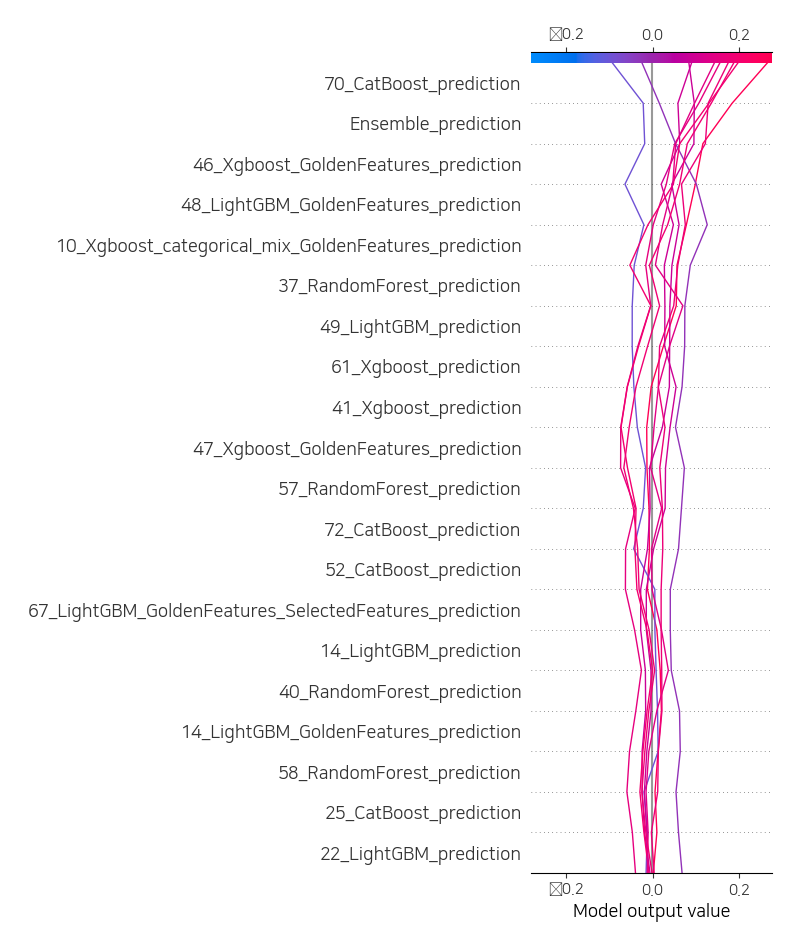 0.2 0.0 0.2
70_CatBoost_prediction
Ensemble_prediction
46_Xgboost_GoldenFeatures_prediction
48_LightGBM_GoldenFeatures_prediction
10_Xgboost_categorical_mix_GoldenFeatures_prediction
37_RandomForest_prediction
49_LightGBM_prediction
61_Xgboost_prediction
41_Xgboost_prediction
47_Xgboost_GoldenFeatures_prediction
57_RandomForest_prediction
72_CatBoost_prediction
52_CatBoost_prediction
67_LightGBM_GoldenFeatures_SelectedFeatures_prediction
14_LightGBM_prediction
40_RandomForest_prediction
14_LightGBM_GoldenFeatures_prediction
58_RandomForest_prediction
25_CatBoost_prediction
22_LightGBM_prediction
0.2 0.0 0.2
Model output value